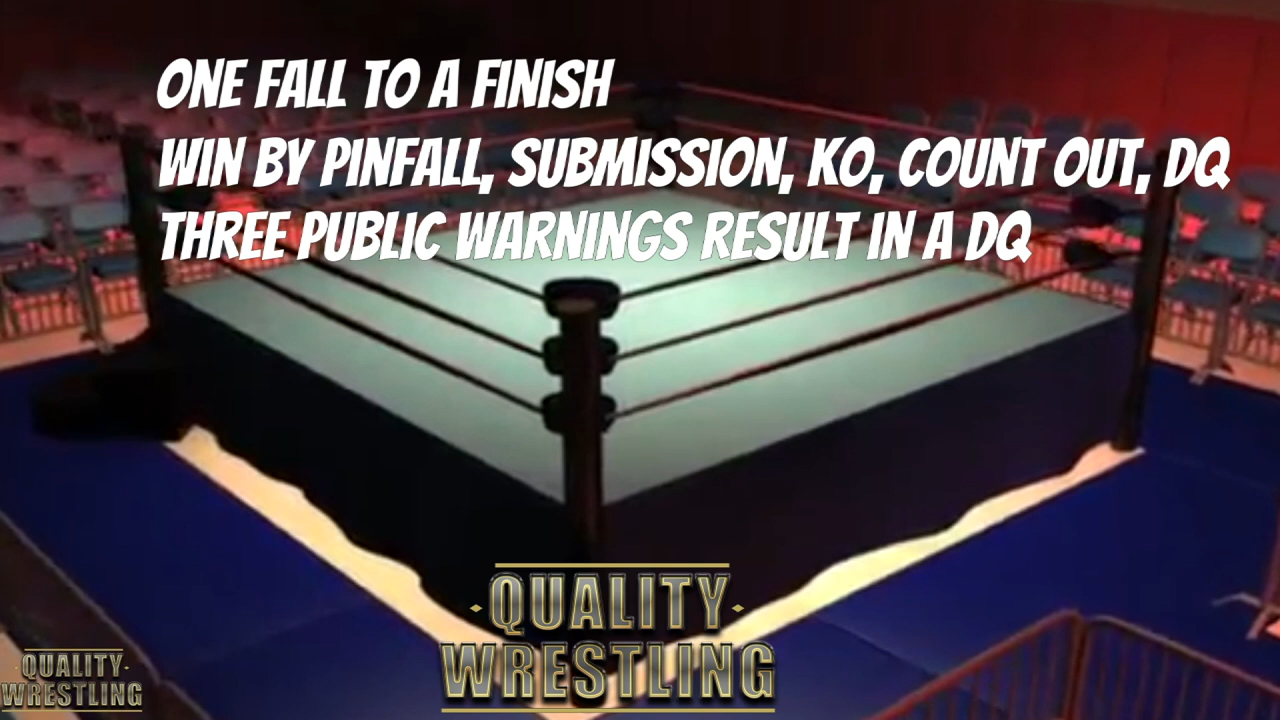 ONE FALL TO A FINISH
WIN BY PINFALL, SUBMISSION, KO, COUNT OUT, DQ
THREE PUBLIC WARNINGS RESULT IN A DQ
QUALITY
WRESTLING
QUALITY
WRESTLING